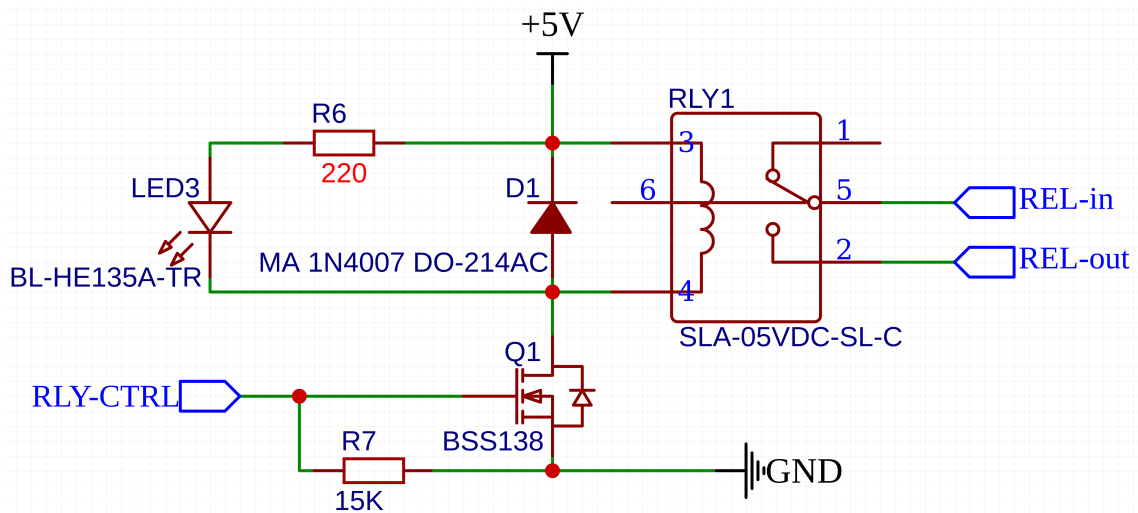 +5V
RLY1
R6
3
1
220
LED3
D1
6
5
REL-in
MA 1N4007 DO-214AC
2
REL-out
BL-HE135A-TR
4
SLA-05VDC-SL-C
Q1
RLY-CTRL
R7
BSS138
GND
15K